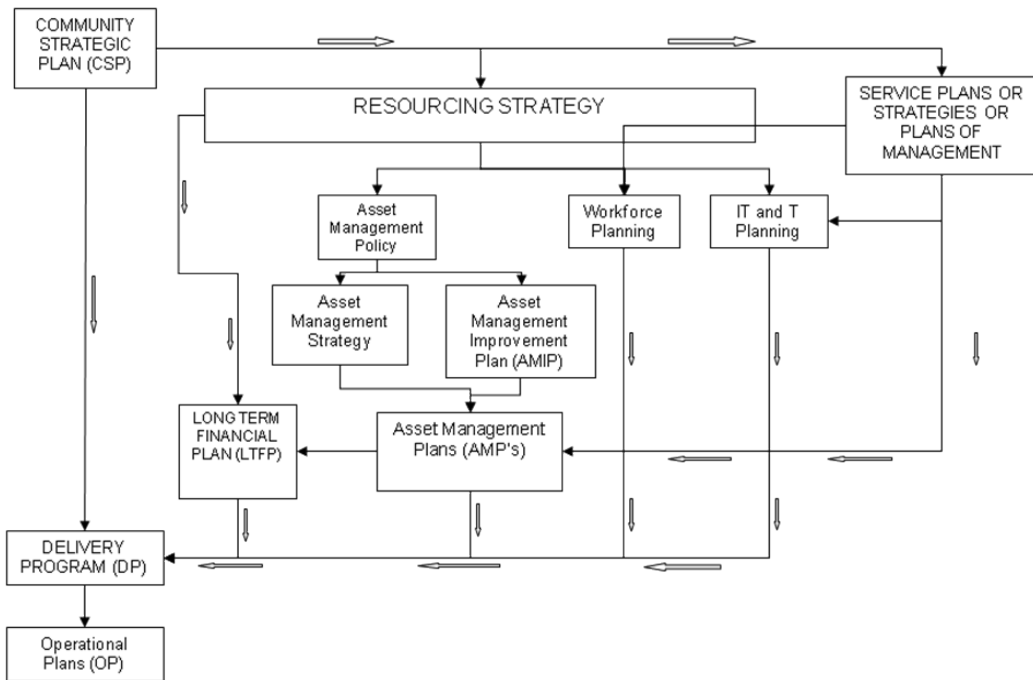 COMMUNITY
STRATEGIC
PLAN (CSP)
RESOURCING STRATEGY
SERVICE PLANS OR
STRATEGIES OR
PLANS OF
MANAGEMENT
Asset
Management
Policy
Workforce
Planning
IT and T
Planning
Asset
Management
Strategy
Asset
Management
Improvement
Plan (AMIP)
LONG TERM
FINANCIAL
PLAN (LTFP)
Asset Management
Plans (AMP's)
DELIVERY
PROGRAM (DP)
Operational
Plans (OP)